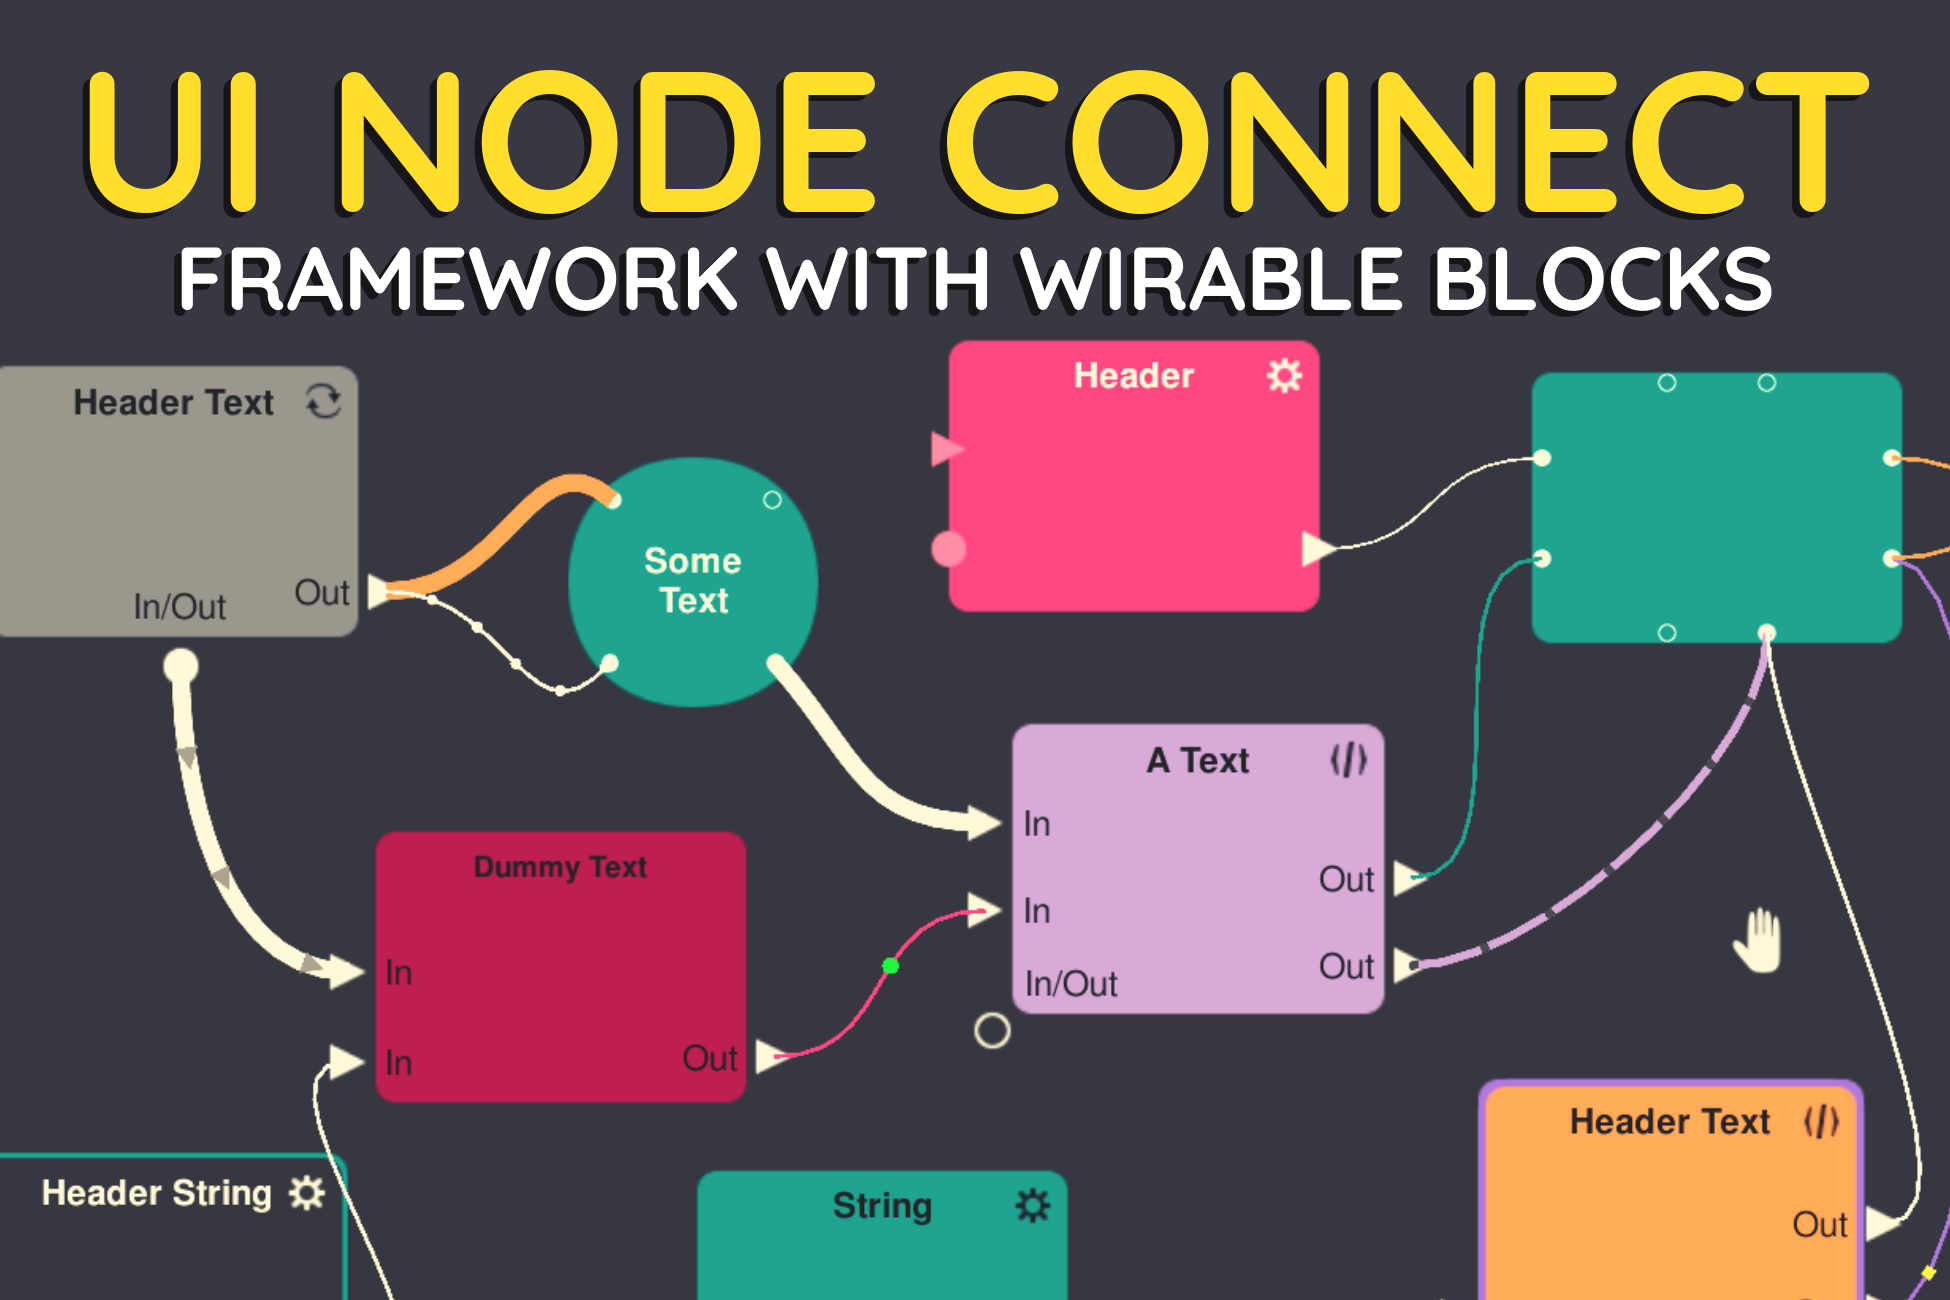 UI NODE CONNECT
FRAMEWORK WITH WIRABLE BLOCKS
Header Text
In/Out
Out
Some
Text
Header
Dummy Text
In
In
Out
A Text
In
In
Out
Out
In/Out
Header String
String
Header Text
Out